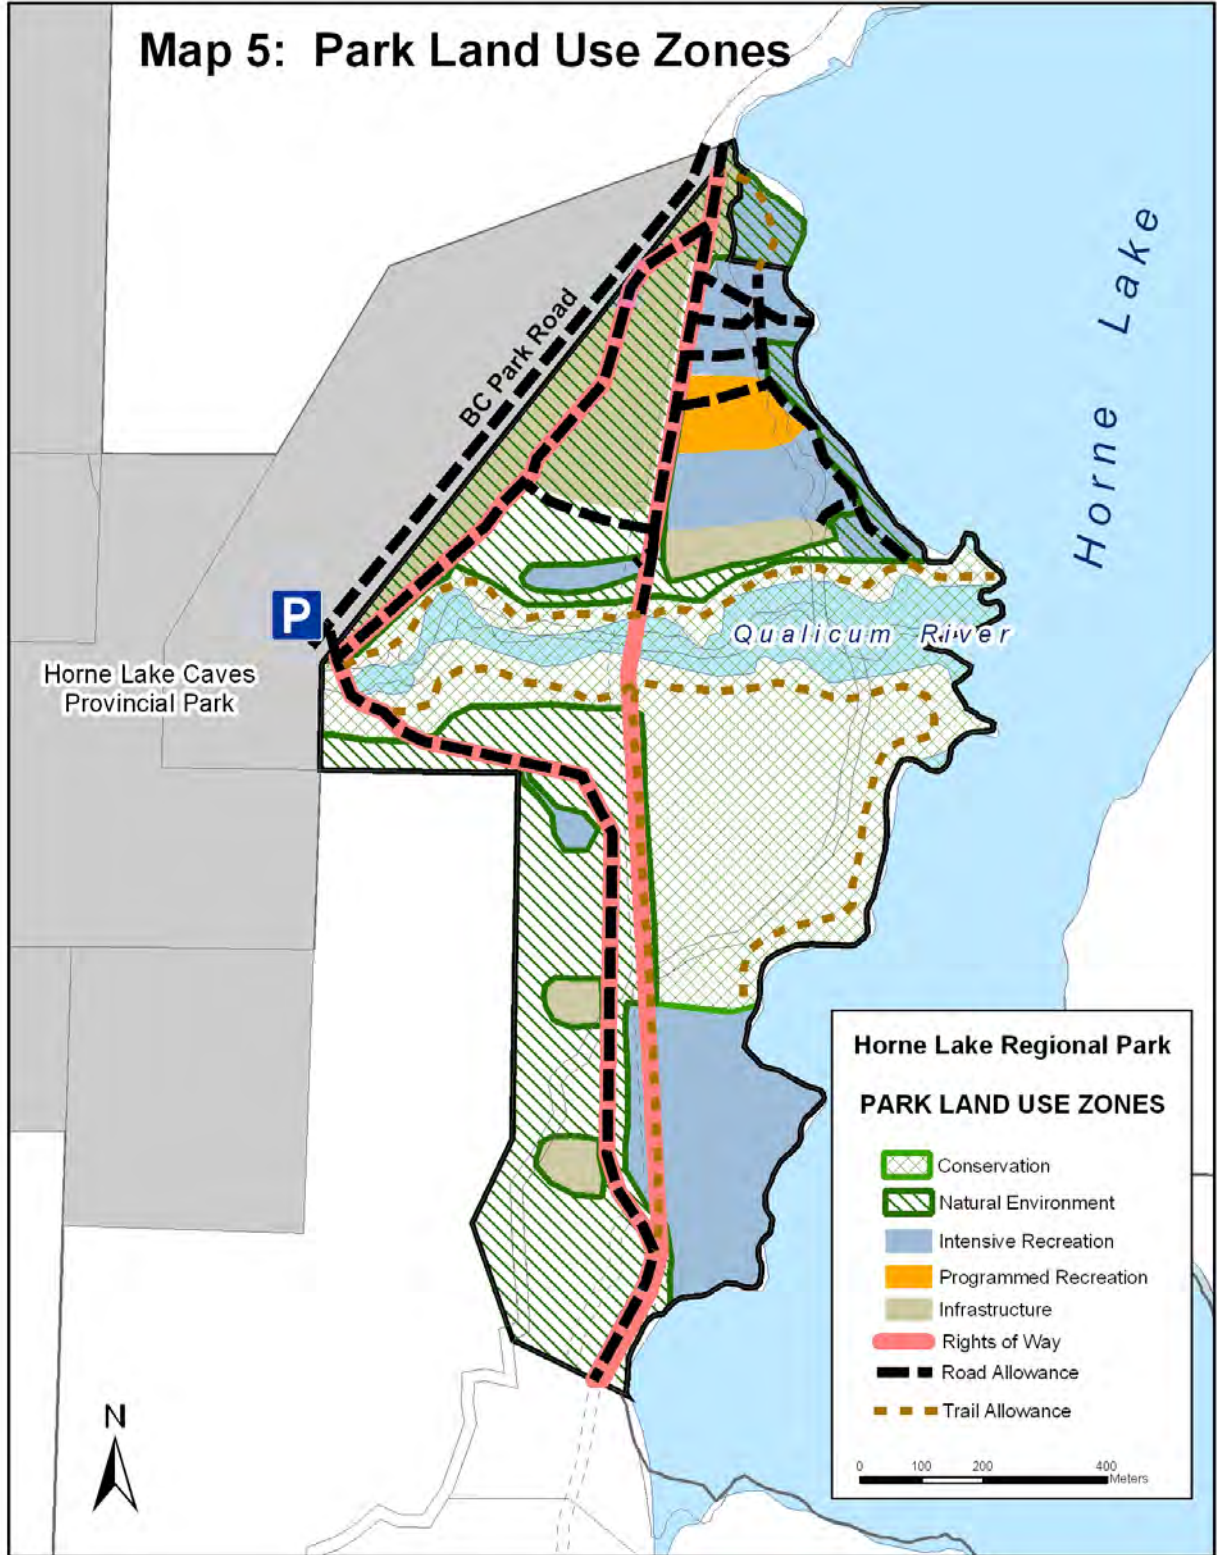 Map 5: Park Land Use Zones
BC Park Road
Horne Lake
P
Horne Lake Caves
Provincial Park
Qualicum River
Horne Lake Regional Park
PARK LAND USE ZONES
Conservation
Natural Environment
Intensive Recreation
Programmed Recreation
Infrastructure
Rights of Way
Road Allowance
Trail Allowance
N
0 100 200 400
Meters